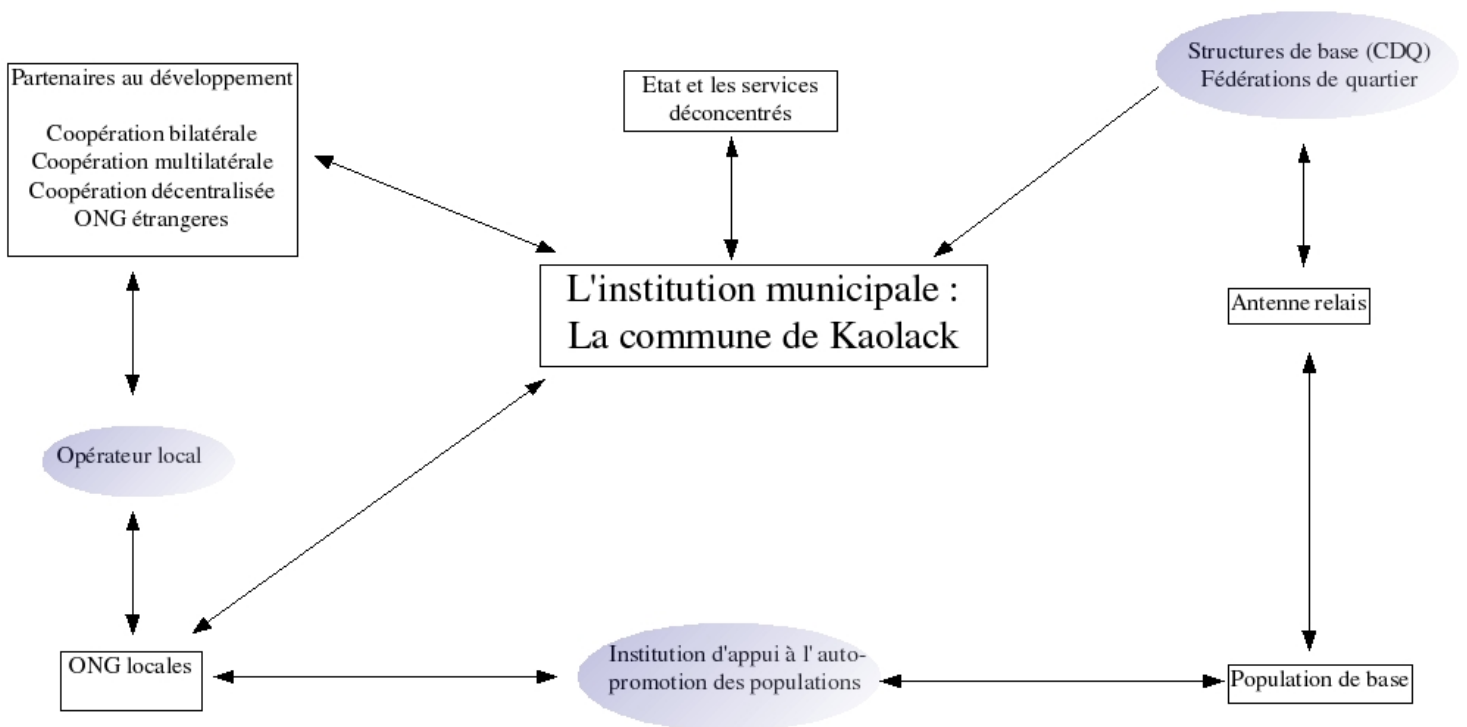 Structures de base (CDQ)
Fédérations de quartier
Partenaires au développement
Coopération bilatérale
Coopération multilatérale
Coopération décentralisée
ONG étrangeres
Etat et les services
déconcentrés
L'institution municipale :
La commune de Kaolack
Antenne relais
Opérateur local
ONG locales
Institution d'appui à l' auto-
promotion des populations
Population de base